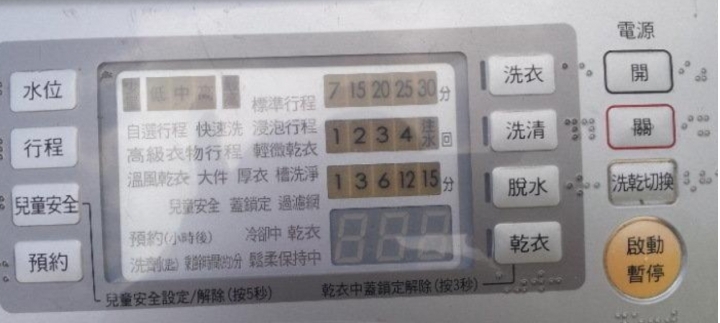 電源
水位
行程
兒童安全
預約
低 中 高
標準行程
7 15 20 25 30 分
自選行程 快速洗 浸泡行程
高級衣物行程 輕微乾衣
1 2 3 4 注水 回
溫風乾衣 大件 厚衣 槽洗淨
1 3 6 12 15 分
兒童安全 蓋鎖定 過濾網
預約(小時後) 冷卻中 乾衣
鬆柔保持中
888
兒童安全設定/解除(按5秒)
乾衣中蓋鎖定解除(按3秒)
洗衣
洗清
脫水
乾衣
開
關
洗乾切換
啟動
暫停